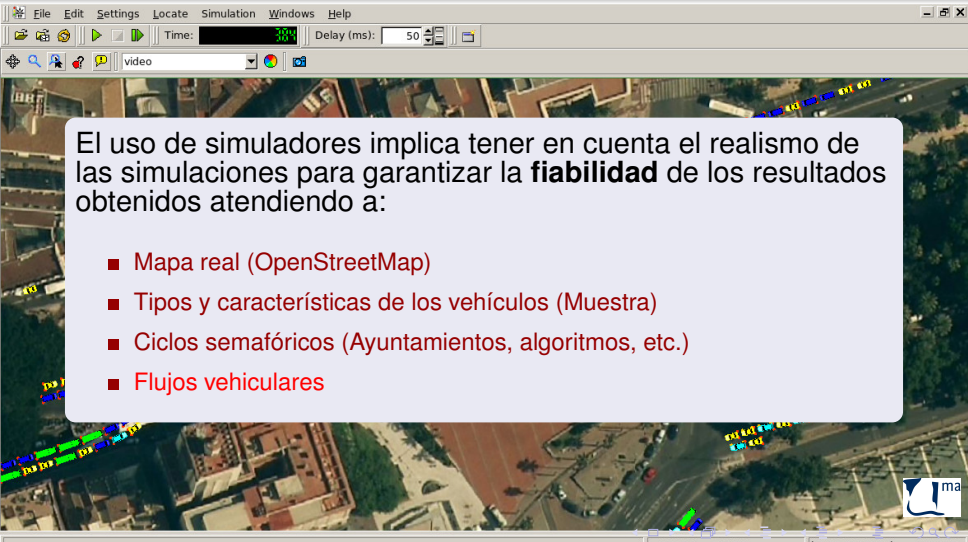 File Edit Settings Locate Simulation Windows Help
Time: 384 Delay (ms): 50
video
El uso de simuladores implica tener en cuenta el realismo de
las simulaciones para garantizar la fiabilidad de los resultados
obtenidos atendiendo a:
Mapa real (OpenStreetMap)
Tipos y características de los vehículos (Muestra)
Ciclos semafóricos (Ayuntamientos, algoritmos, etc.)
Flujos vehiculares
ma